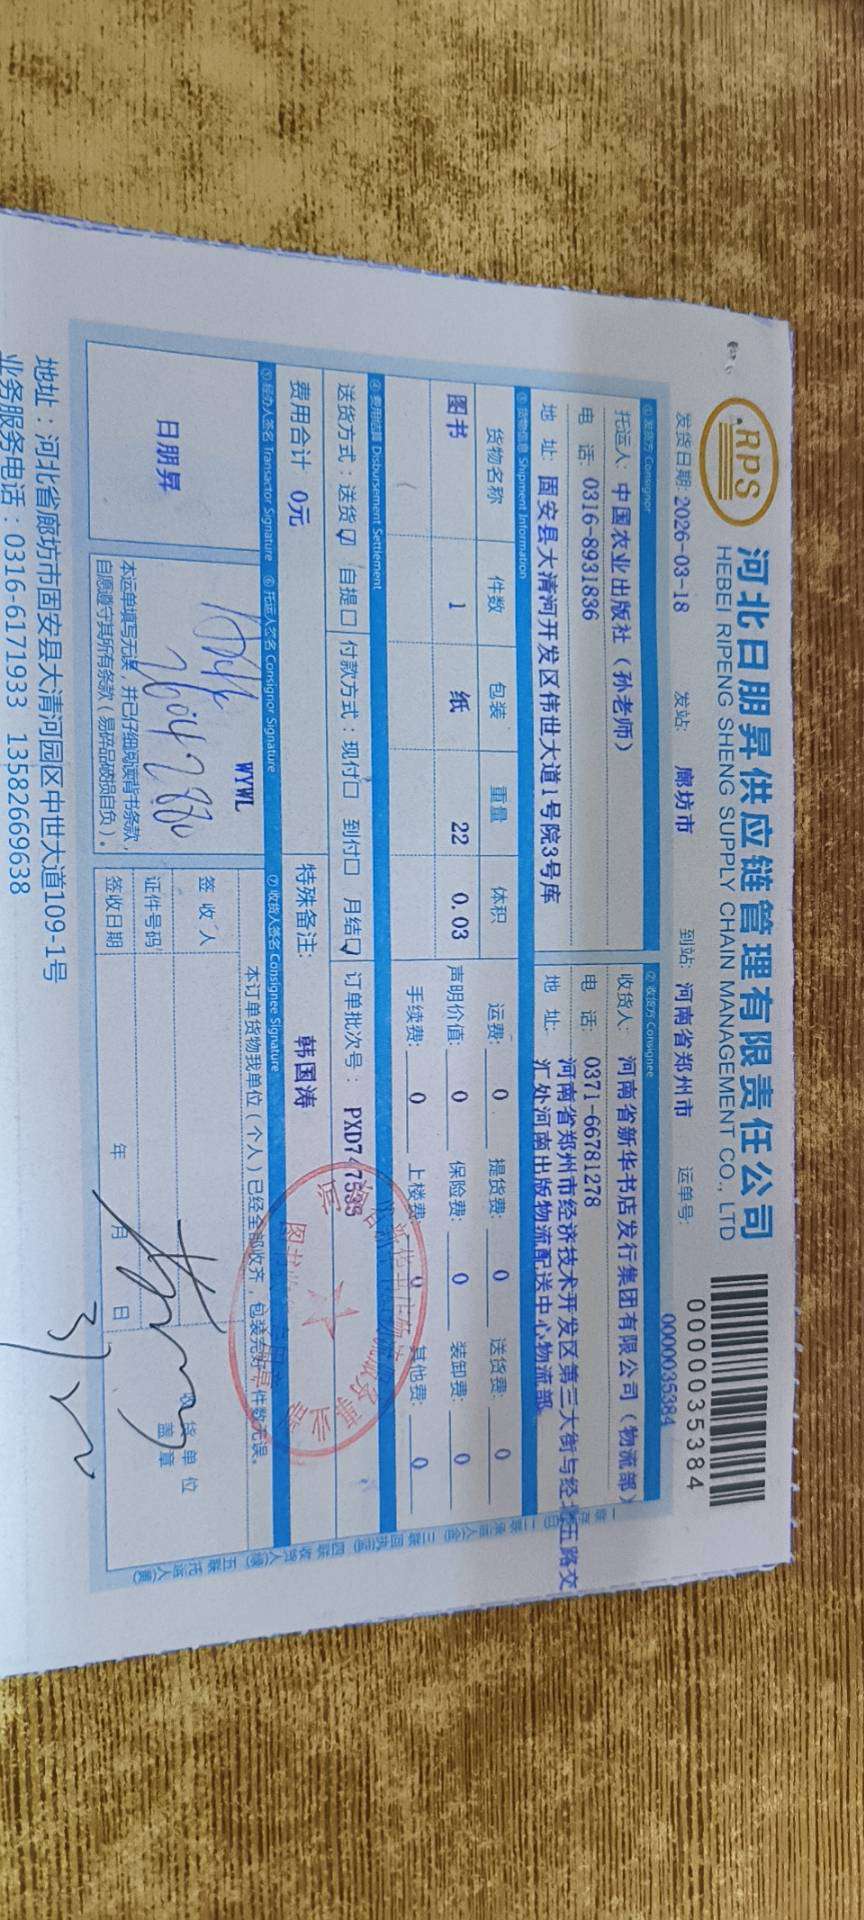 RPS
河北日朋昇供应链管理有限责任公司
HEBEI RIPENG SHENG SUPPLY CHAIN MANAGEMENT CO., LTD
0000035384
发货日期: 2026-03-18 发站: 廊坊市 到站: 河南省郑州市 运单号: 0000035384
① 发货方 Consignor
托运人: 中国农业出版社（孙老师）
电 话: 0316-8931836
地 址: 固安县大清河开发区伟世大道1号院3号库
② 收货方 Consignee
收货人: 河南省新华书店发行集团有限公司（物流部）
电 话: 0371-66781278
地 址: 河南省郑州市经济技术开发区第三大街与经北五路交
汇处河南出版物流配送中心物流部
③ 货物信息 Shipment Information
货物名称 件数 包装 重量 体积
图书 1 纸 22 0.03
运费: 0 提货费: 0 送货费: 0
声明价值: 0 保险费: 0 装卸费: 0
手续费: 0 上楼费: 0 其他费: 0
④ 费用结算 Disbursement Settlement
送货方式: 送货☑ 自提□ 付款方式: 现付□ 到付□ 月结☑ 订单批次号: PXD747595
费用合计 0元 特殊备注: 韩国涛
⑤ 经办人签名 Transactor Signature
日朋昇
⑥ 托运人签名 Consignor Signature
WYWL
本运单填写无误，并已仔细阅读背书条款，
自愿遵守其所有条款（易碎品破损自负）。
⑦ 收货人签名 Consignee Signature
本订单货物我单位（个人）已经全部收齐，包装完好，件数无误。
签 收 人
证件号码
签收日期 年 月 日
收 货 单 位
盖 章
地址：河北省廊坊市固安县大清河园区中世大道109-1号
业务服务电话：0316-6171933 13582669638